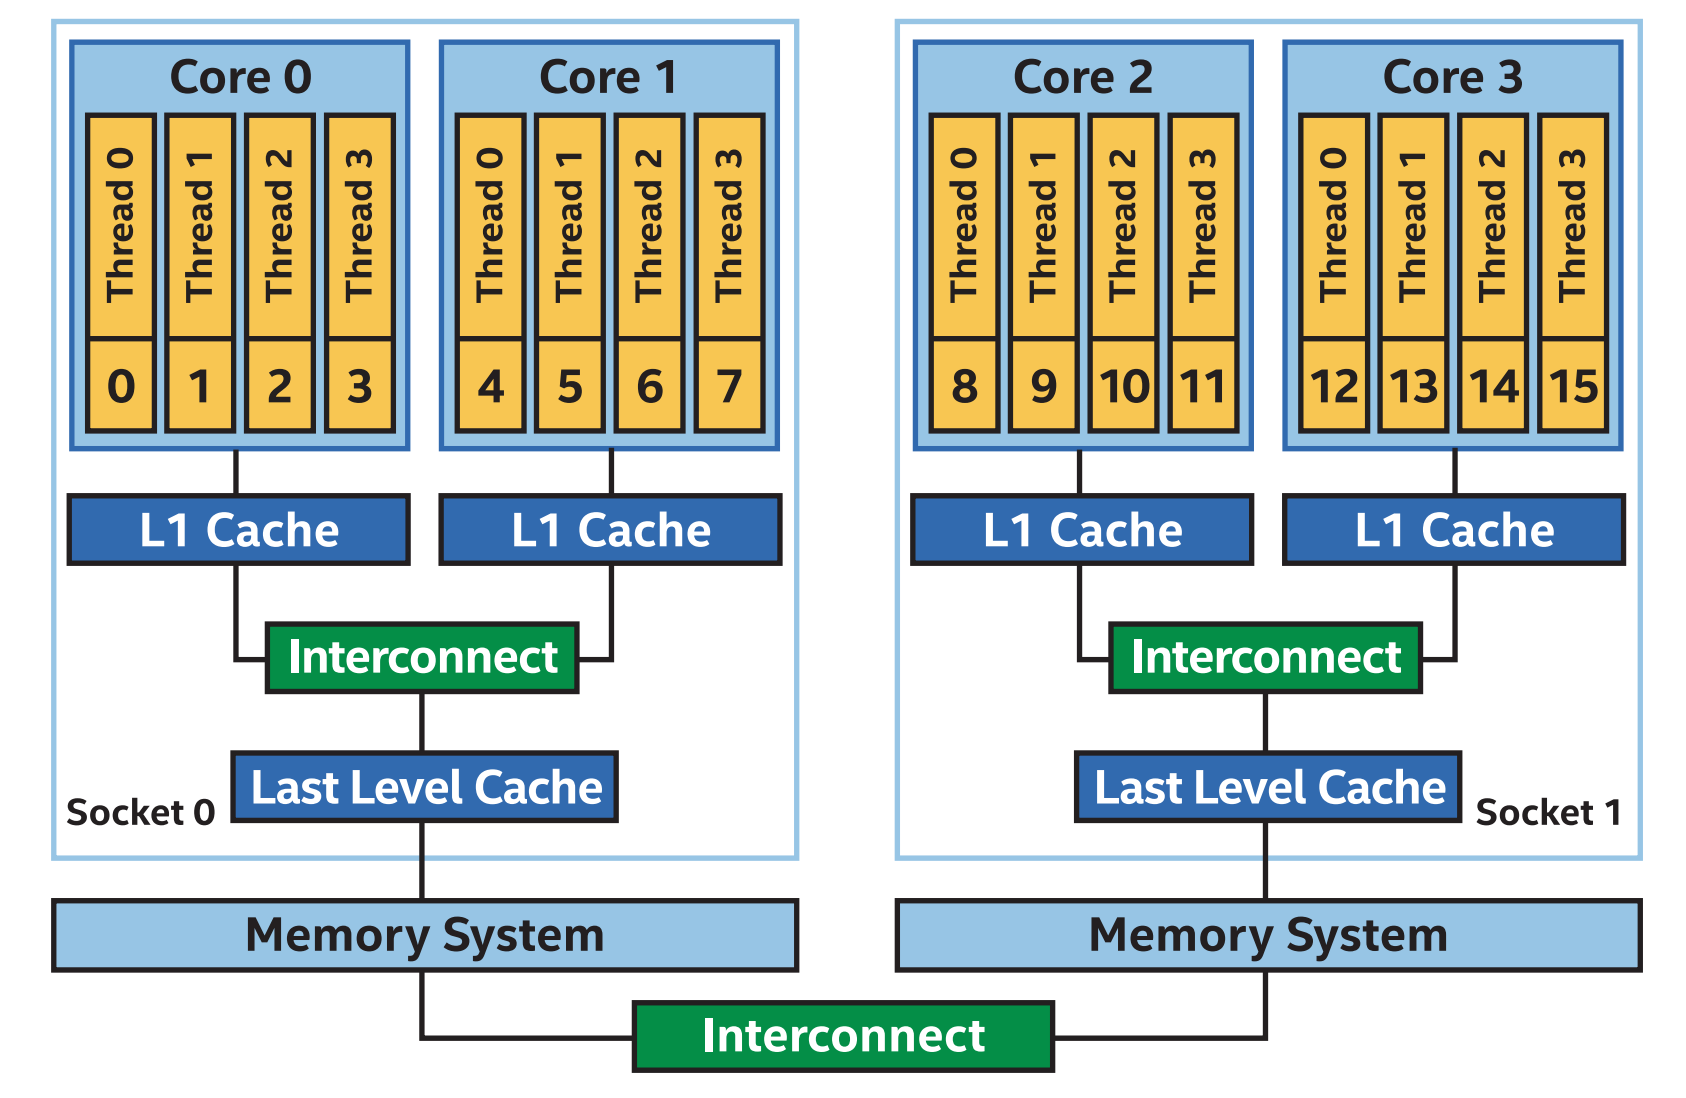 Core 0
Thread 0
Thread 1
Thread 2
Thread 3
0
1
2
3
Core 1
Thread 0
Thread 1
Thread 2
Thread 3
4
5
6
7
L1 Cache
L1 Cache
Interconnect
Last Level Cache
Socket 0
Memory System
Core 2
Thread 0
Thread 1
Thread 2
Thread 3
8
9
10
11
Core 3
Thread 0
Thread 1
Thread 2
Thread 3
12
13
14
15
L1 Cache
L1 Cache
Interconnect
Last Level Cache
Socket 1
Memory System
Interconnect